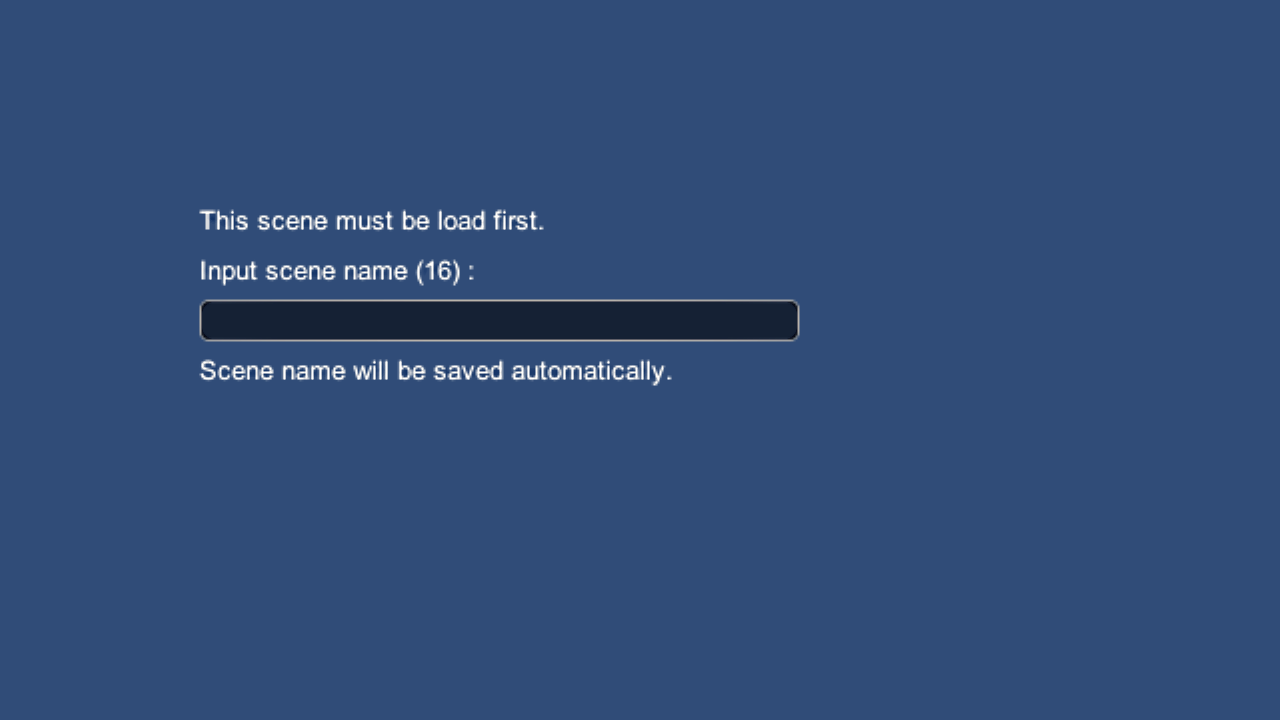 This scene must be load first.
Input scene name (16) :
Scene name will be saved automatically.